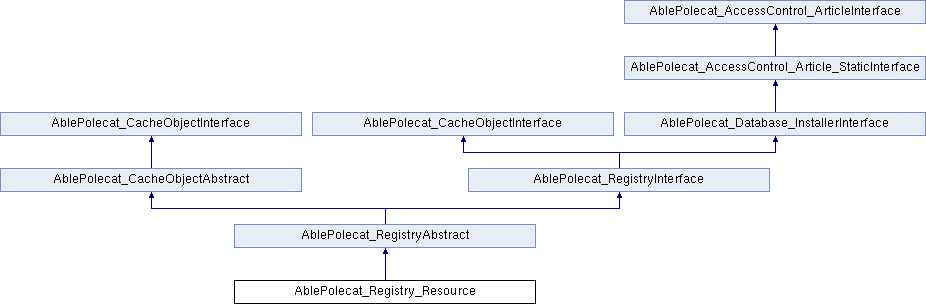 AblePolecat_AccessControl_ArticleInterface
AblePolecat_AccessControl_Article_StaticInterface
AblePolecat_CacheObjectInterface
AblePolecat_CacheObjectInterface
AblePolecat_Database_InstallerInterface
AblePolecat_CacheObjectAbstract
AblePolecat_RegistryInterface
AblePolecat_RegistryAbstract
AblePolecat_Registry_Resource